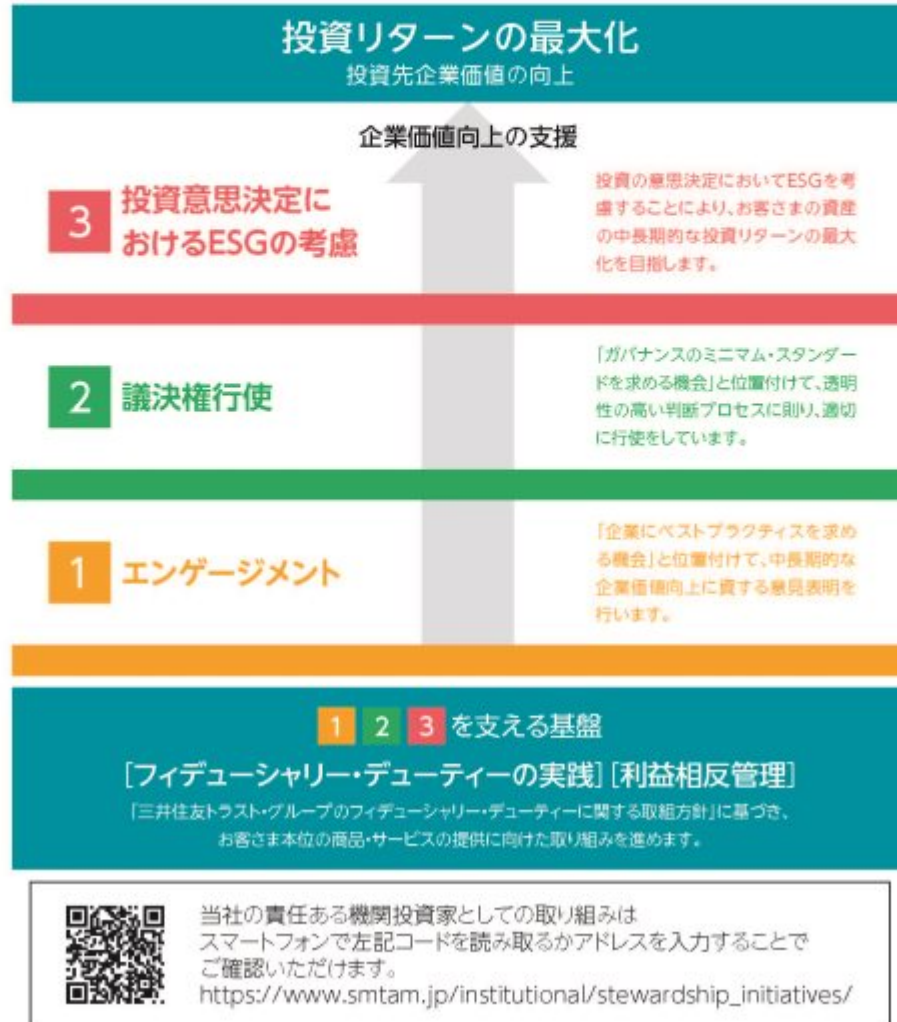 投資リターンの最大化
投資先企業価値の向上
企業価値向上の支援
3 投資意思決定に
おけるESGの考慮
投資の意思決定においてESGを考
慮することにより、お客さまの資産
の中長期的な投資リターンの最大
化を目指します。
2 議決権行使
「ガバナンスのミニマム・スタンダー
ドを求める機会」と位置付けて、透明
性の高い判断プロセスに則り、適切
に行使をしています。
1 エンゲージメント
「企業にベストプラクティスを求め
る機会」と位置付けて、中長期的な
企業価値向上に資する意見表明を
行います。
1 2 3 を支える基盤
[フィデューシャリー・デューティーの実践] [利益相反管理]
「三井住友トラスト・グループのフィデューシャリー・デューティーに関する取組方針」に基づき、
お客さま本位の商品・サービスの提供に向けた取り組みを進めます。
当社の責任ある機関投資家としての取り組みは
スマートフォンで左記コードを読み取るかアドレスを入力することで
ご確認いただけます。
https://www.smtam.jp/institutional/stewardship_initiatives/